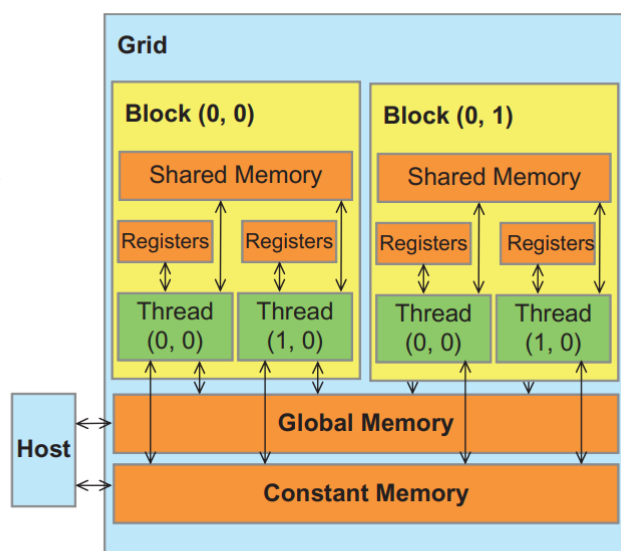 Grid
Block (0, 0)
Shared Memory
Registers
Registers
Thread
(0, 0)
Thread
(1, 0)
Block (0, 1)
Shared Memory
Registers
Registers
Thread
(0, 0)
Thread
(1, 0)
Host
Global Memory
Constant Memory